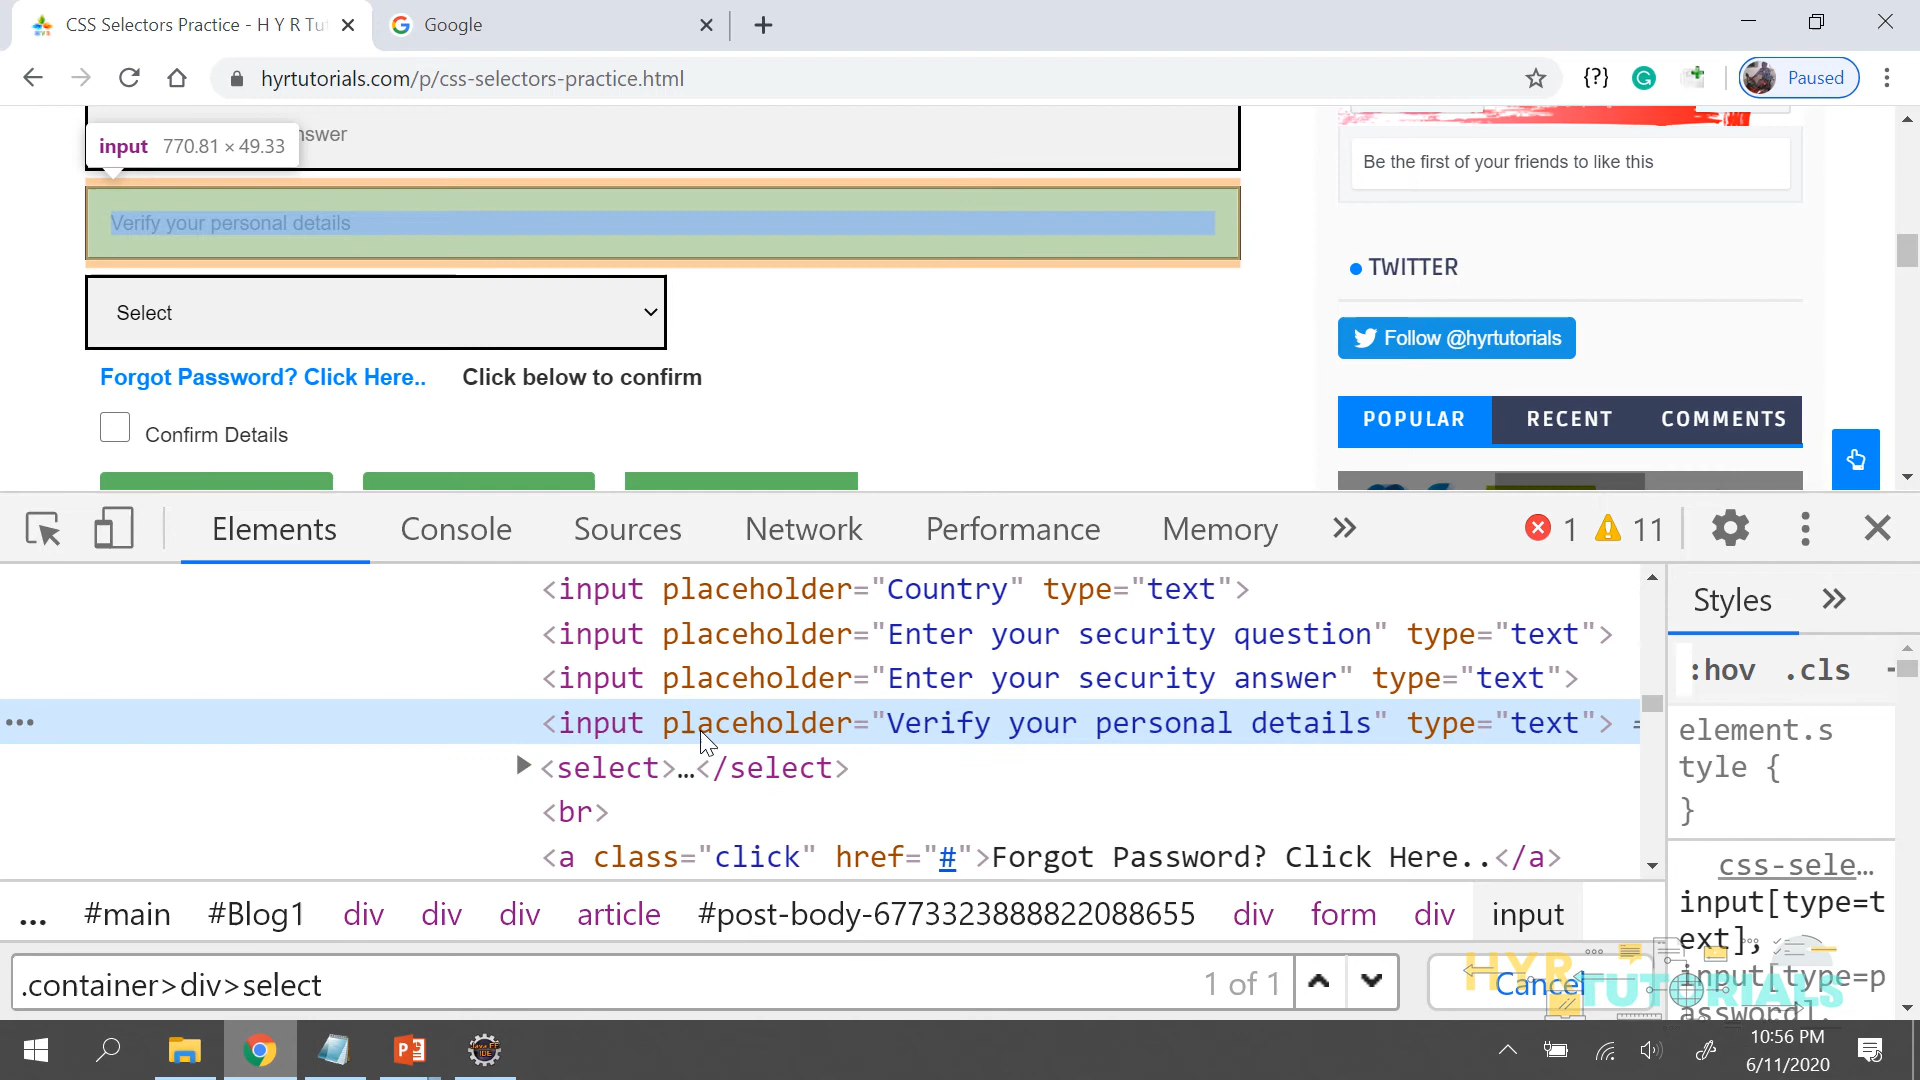 CSS Selectors Practice - H Y R Tu
Google
hyrtutorials.com/p/css-selectors-practice.html
{?}
Paused
nswer
input 770.81 × 49.33
Verify your personal details
Select
Forgot Password? Click Here.. Click below to confirm
Confirm Details
Be the first of your friends to like this
TWITTER
Follow @hyrtutorials
POPULAR RECENT COMMENTS
Elements Console Sources Network Performance Memory » 1 11
<input placeholder="Country" type="text">
<input placeholder="Enter your security question" type="text">
<input placeholder="Enter your security answer" type="text">
<input placeholder="Verify your personal details" type="text"> =
<select>…</select>
<br>
<a class="click" href="#">Forgot Password? Click Here..</a>
Styles »
:hov .cls
element.s
tyle {
}
css-sele…
input[type=t
ext],
input[type=p
assword],
... #main #Blog1 div div div article #post-body-6773323888822088655 div form div input
.container>div>select 1 of 1 Cancel
HYR
TUTORIALS
10:56 PM
6/11/2020